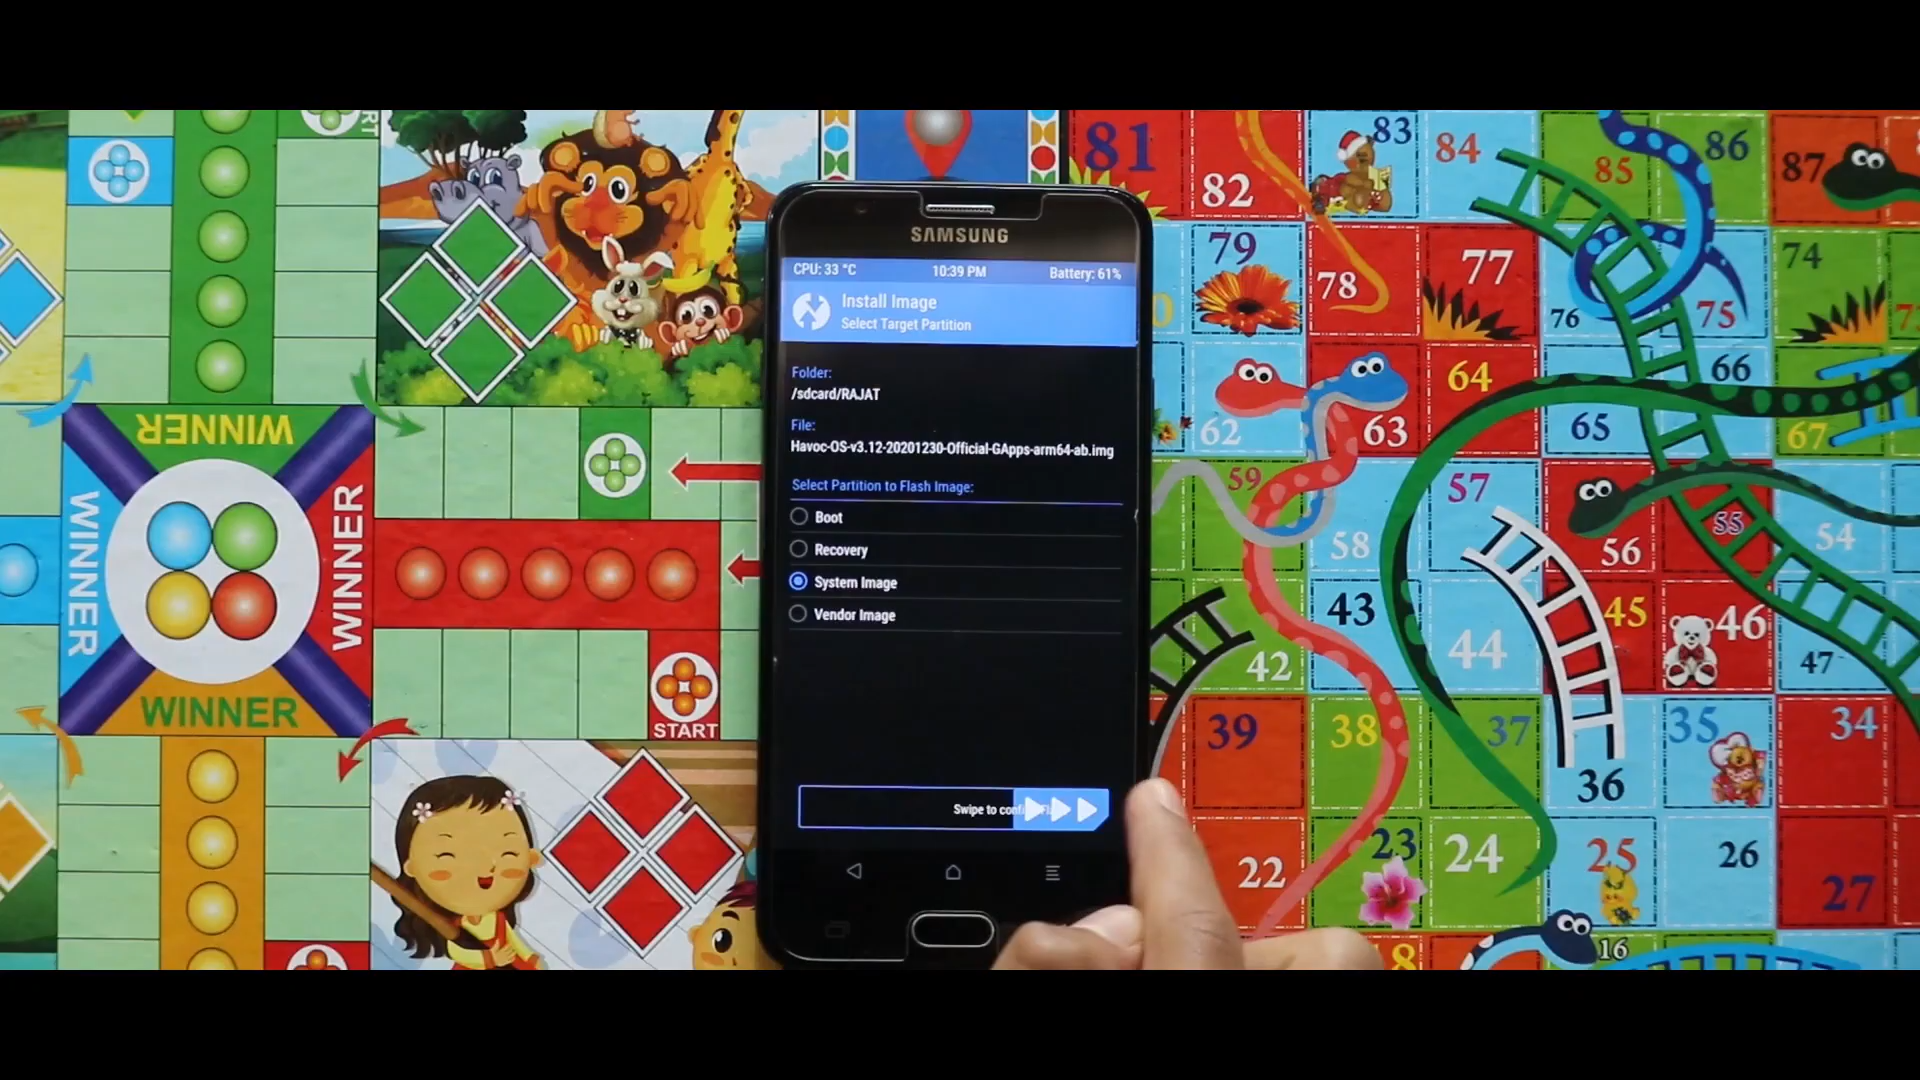 SAMSUNG
CPU: 33 °C 10:39 PM Battery: 61%
Install Image
Select Target Partition
Folder:
/sdcard/RAJAT
File:
Havoc-OS-v3.12-20201230-Official-GApps-arm64-ab.img
Select Partition to Flash Image:
Boot
Recovery
System Image
Vendor Image
Swipe to
WINNER
WINNER
WINNER
WINNER
START
81 82 83 84 85 86 87
79 78 77 76 75 74
62 63 64 65 66 67
59 58 57 56 55 54
42 43 44 45 46 47
39 38 37 36 35 34
22 23 24 25 26 27
16